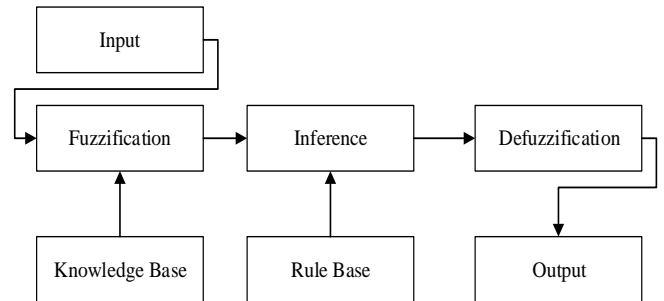 Input
Fuzzification
Inference
Defuzzification
Knowledge Base
Rule Base
Output